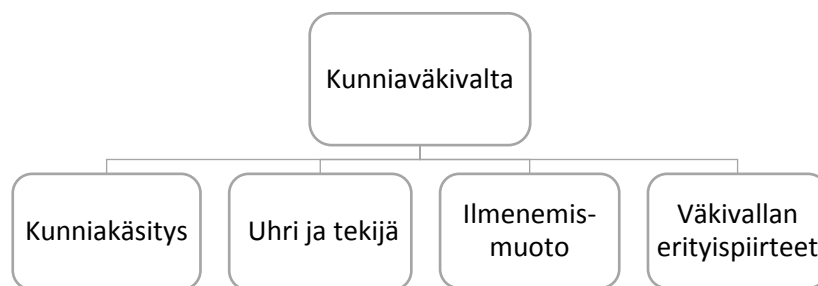 Kunniaväkivalta
Kunniakäsitys
Uhri ja tekijä
Ilmenemis-
muoto
Väkivallan
erityispiirteet